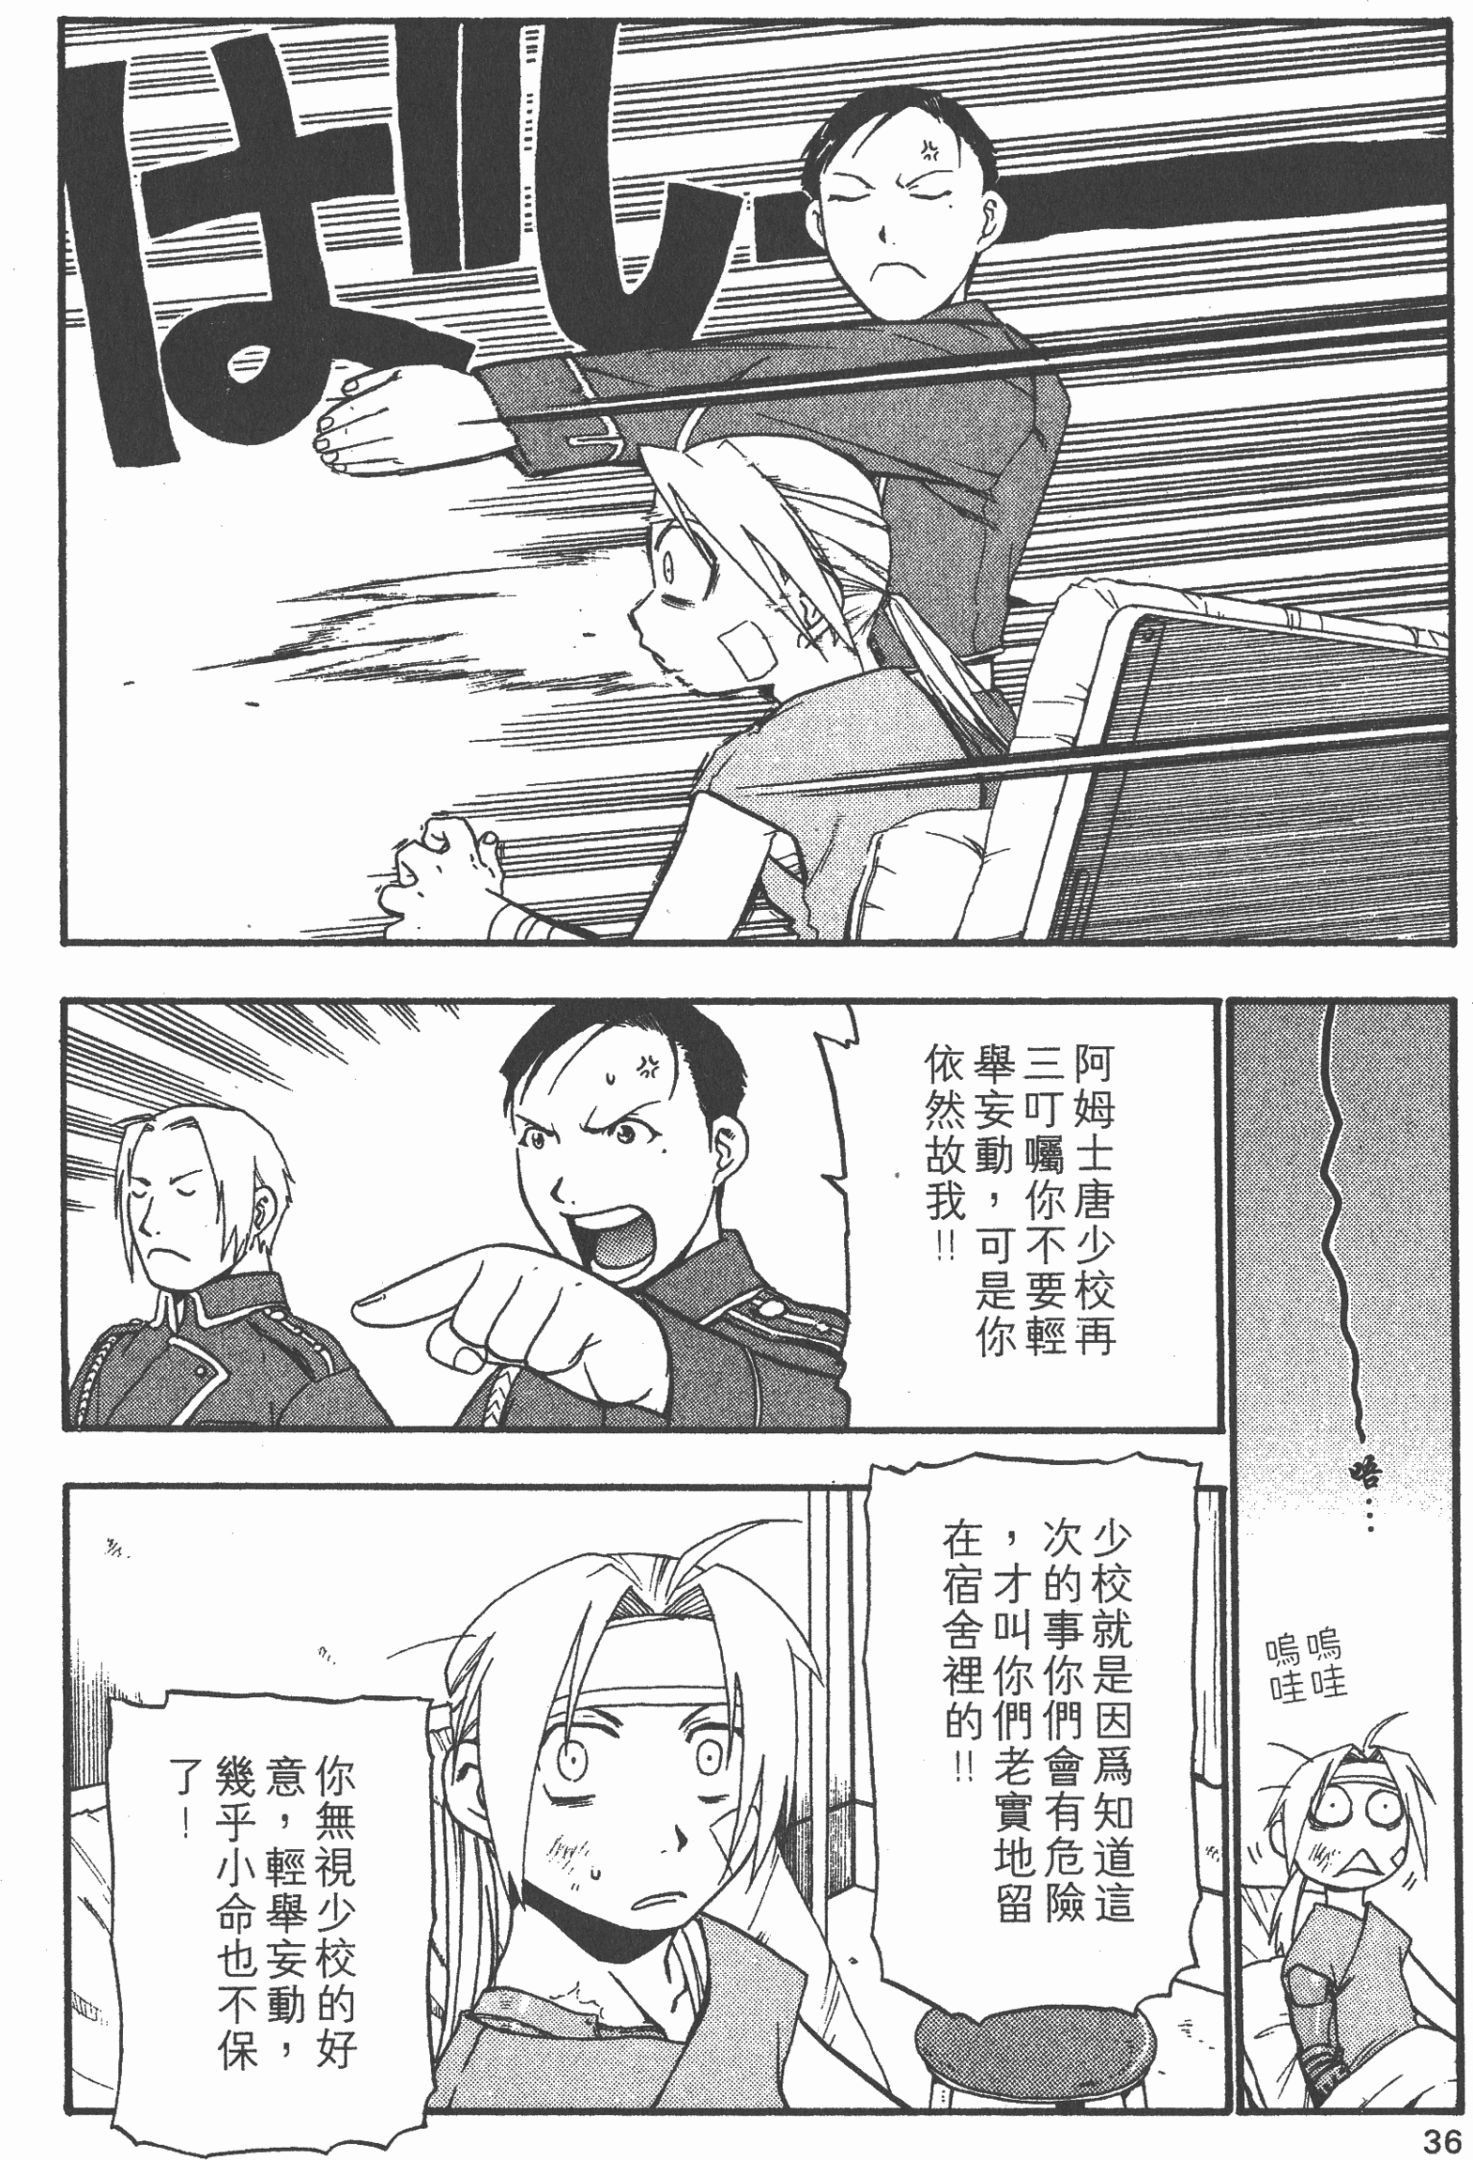 ばしー
唔…
嗚哇
嗚哇
阿姆士唐少校再
三叮囑你不要輕
舉妄動，可是你
依然故我!!
少校就是因爲知道這
次的事你們會有危險
，才叫你們老實地留
在宿舍裡的!!
你無視少校的好
意，輕舉妄動，
幾乎小命也不保
了!
36